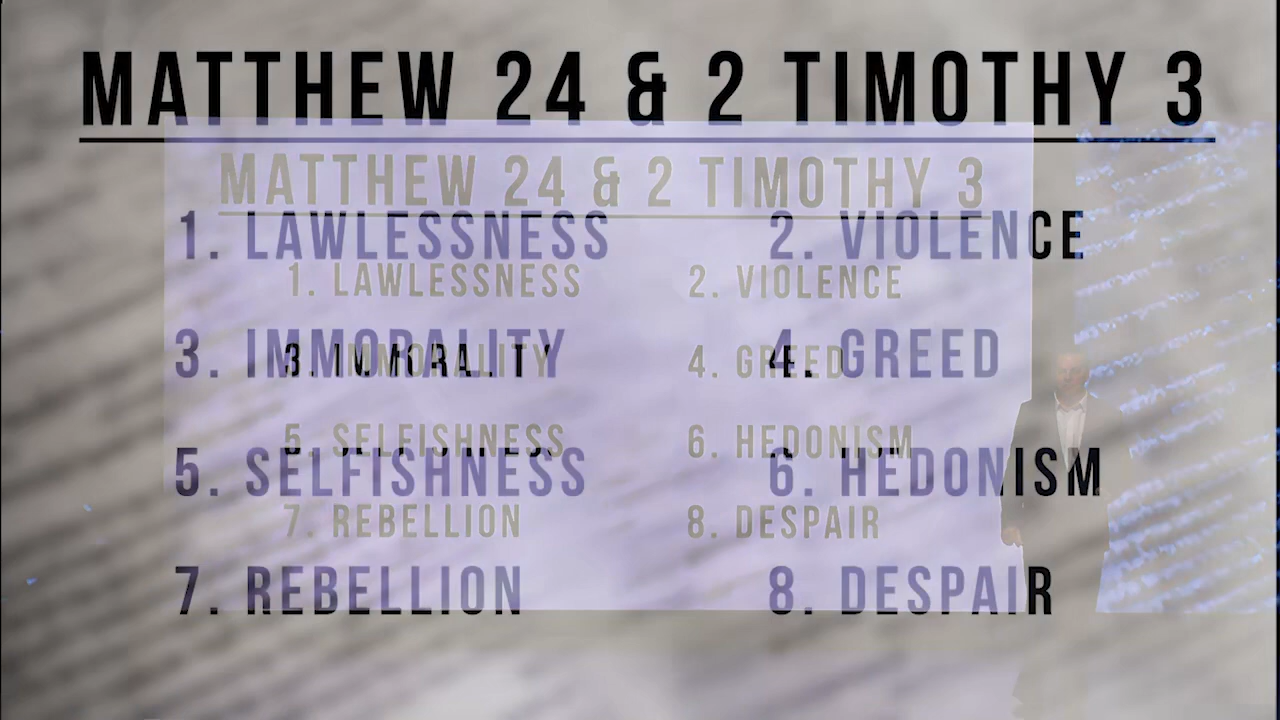 MATTHEW 24 & 2 TIMOTHY 3
MATTHEW 24 & 2 TIMOTHY 3
1. LAWLESSNESS 2. VIOLENCE
1. LAWLESSNESS 2. VIOLENCE
3. IMMORALITY 4. GREED
3. IMMORALITY 4. GREED
5. SELFISHNESS 6. HEDONISM
5. SELFISHNESS 6. HEDONISM
7. REBELLION 8. DESPAIR
7. REBELLION 8. DESPAIR